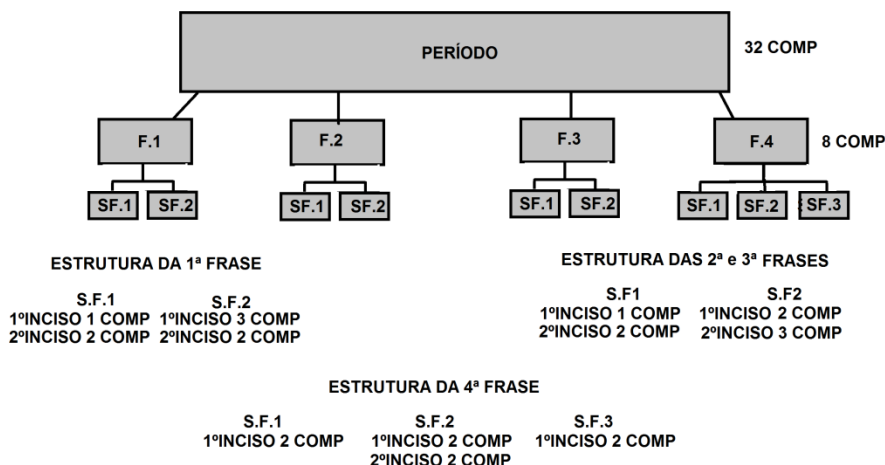 PERÍODO 32 COMP
F.1 F.2 F.3 F.4 8 COMP
SF.1 SF.2 SF.1 SF.2 SF.1 SF.2 SF.1 SF.2 SF.3
ESTRUTURA DA 1ª FRASE
S.F.1 S.F.2
1ºINCISO 1 COMP 1ºINCISO 3 COMP
2ºINCISO 2 COMP 2ºINCISO 2 COMP
ESTRUTURA DAS 2ª e 3ª FRASES
S.F1 S.F2
1ºINCISO 1 COMP 1ºINCISO 2 COMP
2ºINCISO 2 COMP 2ºINCISO 3 COMP
ESTRUTURA DA 4ª FRASE
S.F.1 S.F.2 S.F.3
1ºINCISO 2 COMP 1ºINCISO 2 COMP 1ºINCISO 2 COMP
2ºINCISO 2 COMP